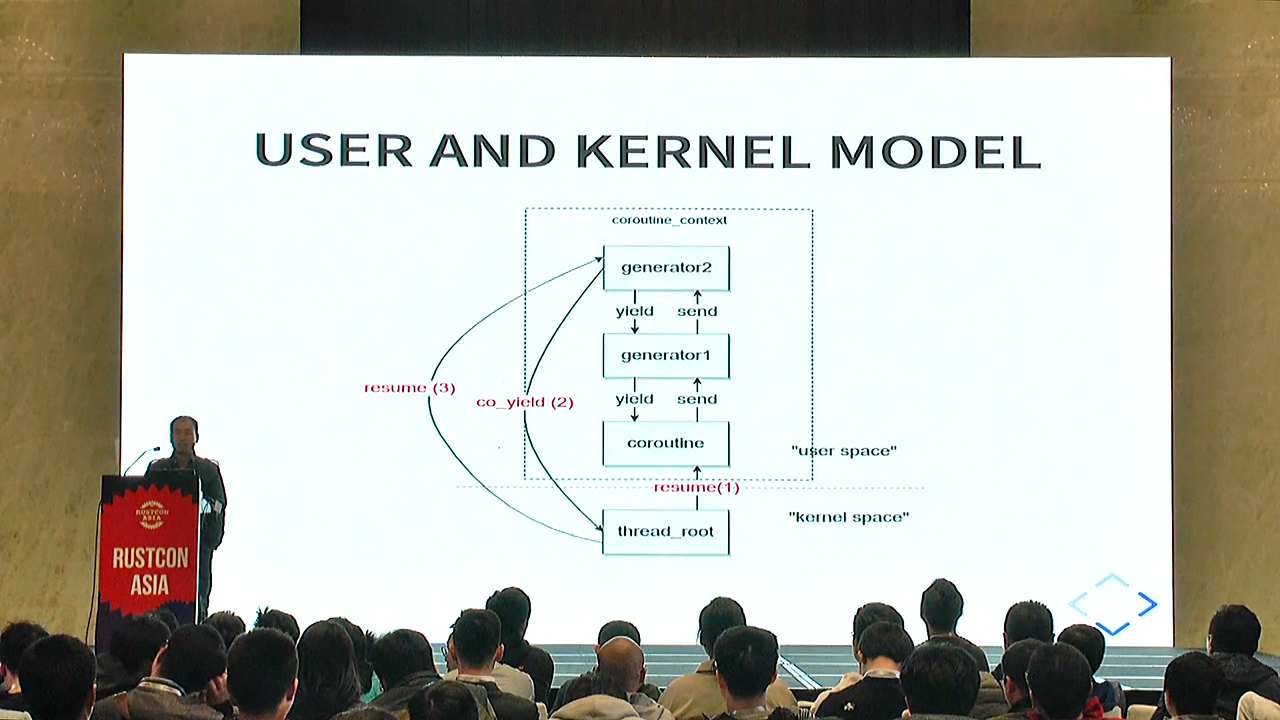 USER AND KERNEL MODEL
coroutine_context
generator2
yield send
generator1
resume (3)
co_yield (2)
yield send
coroutine
"user space"
resume(1)
"kernel space"
thread_root
RUSTCON
ASIA
RUSTCON
ASIA